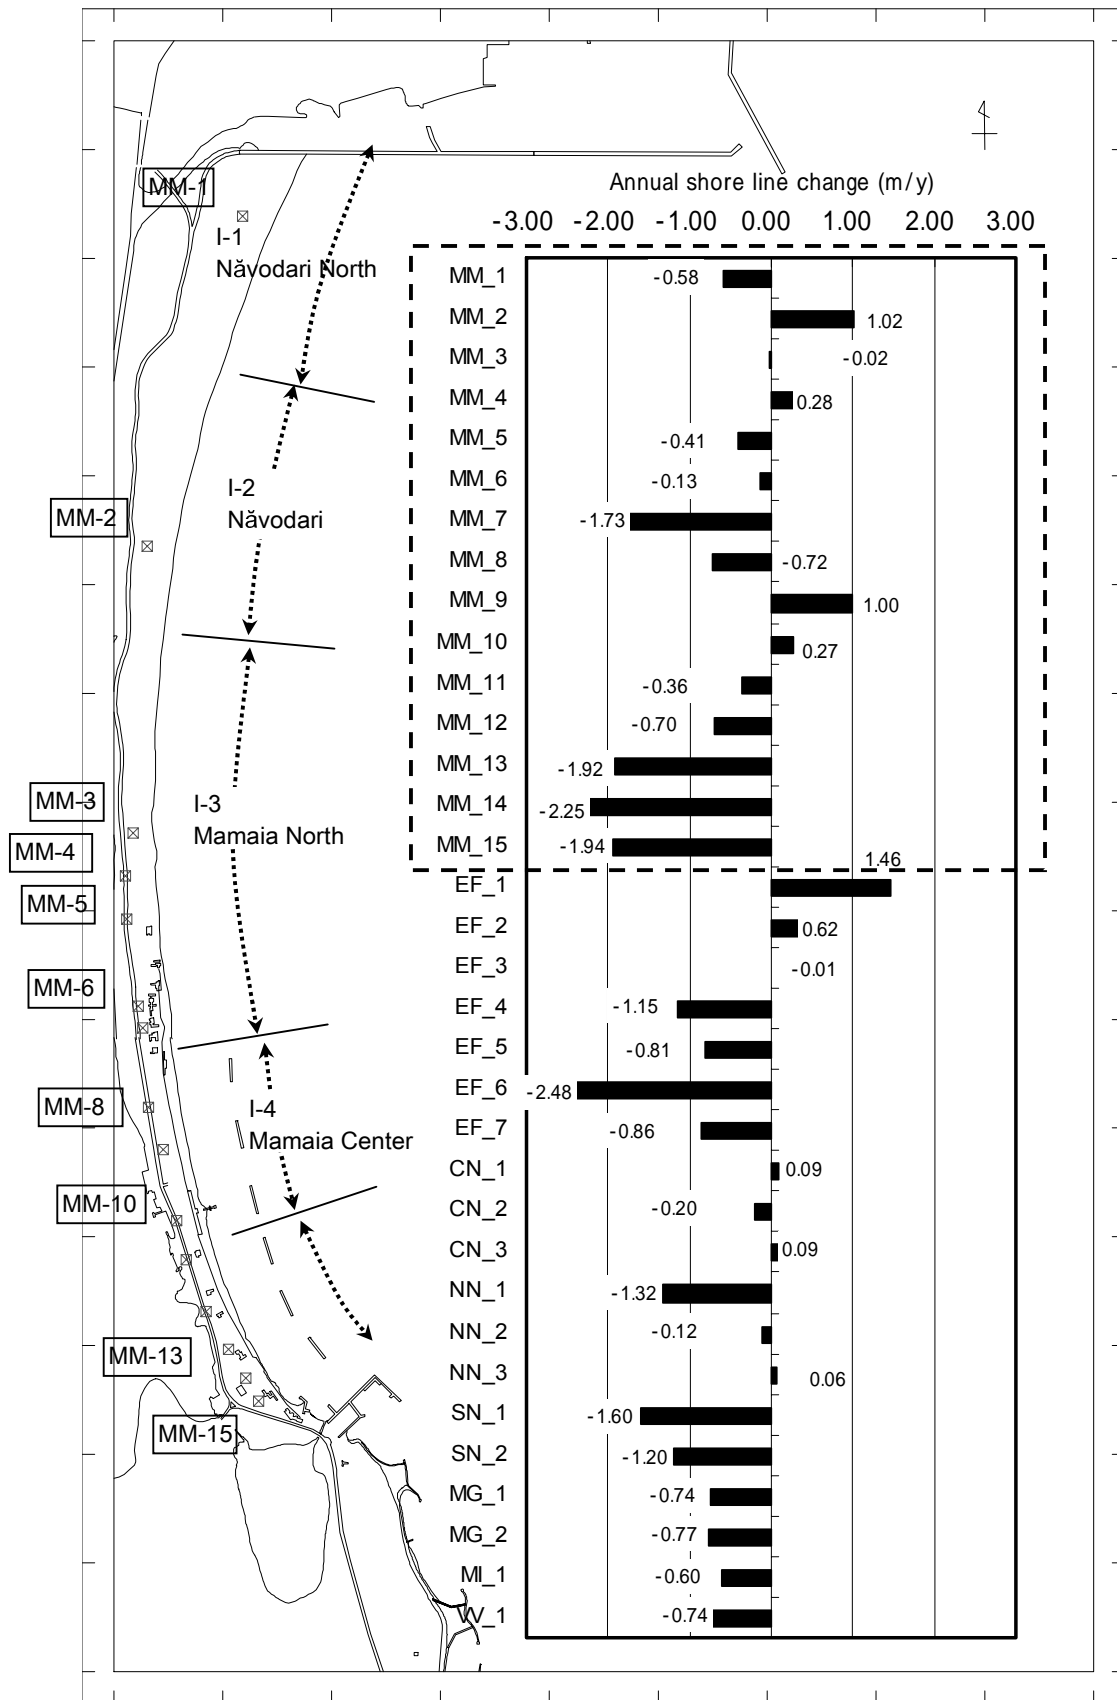 Annual shore line change (m/y)
-3.00 -2.00 -1.00 0.00 1.00 2.00 3.00
MM-1
I-1
Năvodari North
I-2
Năvodari
MM-2
I-3
Mamaia North
MM-3
MM-4
MM-5
MM-6
MM-8
I-4
Mamaia Center
MM-10
MM-13
MM-15
MM_1 -0.58
MM_2 1.02
MM_3 -0.02
MM_4 0.28
MM_5 -0.41
MM_6 -0.13
MM_7 -1.73
MM_8 -0.72
MM_9 1.00
MM_10 0.27
MM_11 -0.36
MM_12 -0.70
MM_13 -1.92
MM_14 -2.25
MM_15 -1.94
EF_1 1.46
EF_2 0.62
EF_3 -0.01
EF_4 -1.15
EF_5 -0.81
EF_6 -2.48
EF_7 -0.86
CN_1 0.09
CN_2 -0.20
CN_3 0.09
NN_1 -1.32
NN_2 -0.12
NN_3 0.06
SN_1 -1.60
SN_2 -1.20
MG_1 -0.74
MG_2 -0.77
MI_1 -0.60
VV_1 -0.74